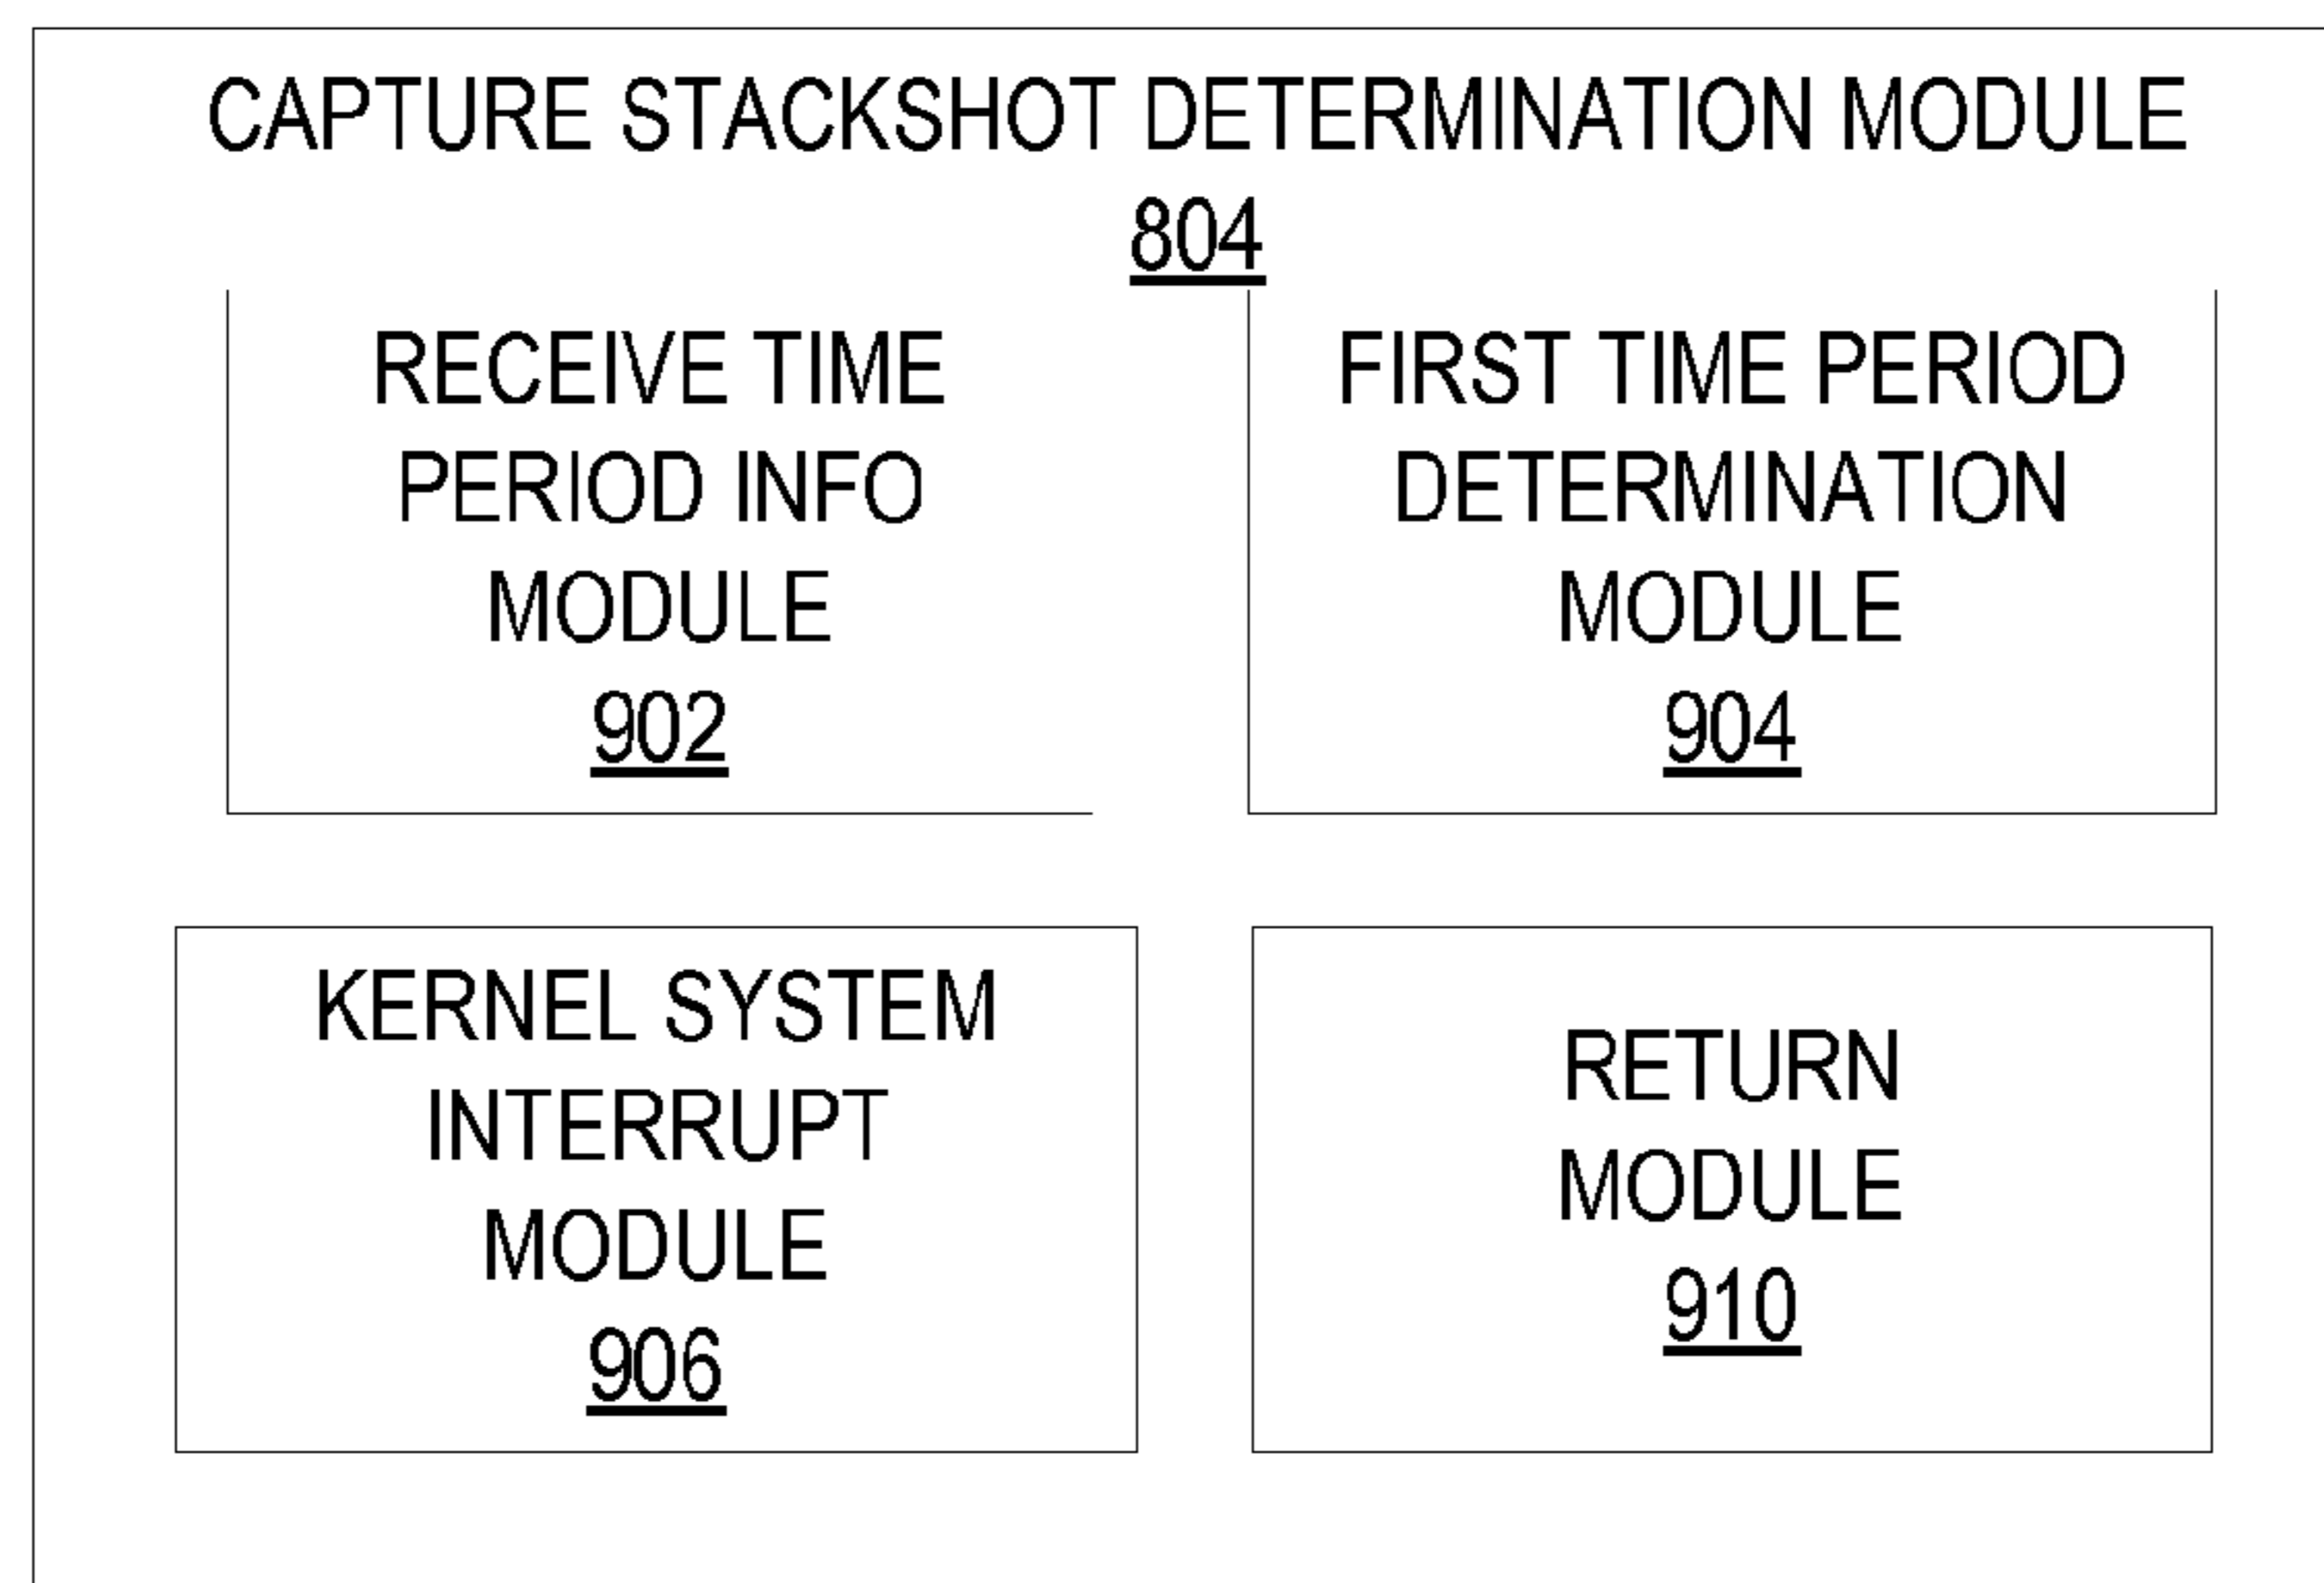 CAPTURE STACKSHOT DETERMINATION MODULE
804
RECEIVE TIME
PERIOD INFO
MODULE
902
FIRST TIME PERIOD
DETERMINATION
MODULE
904
KERNEL SYSTEM
INTERRUPT
MODULE
906
RETURN
MODULE
910